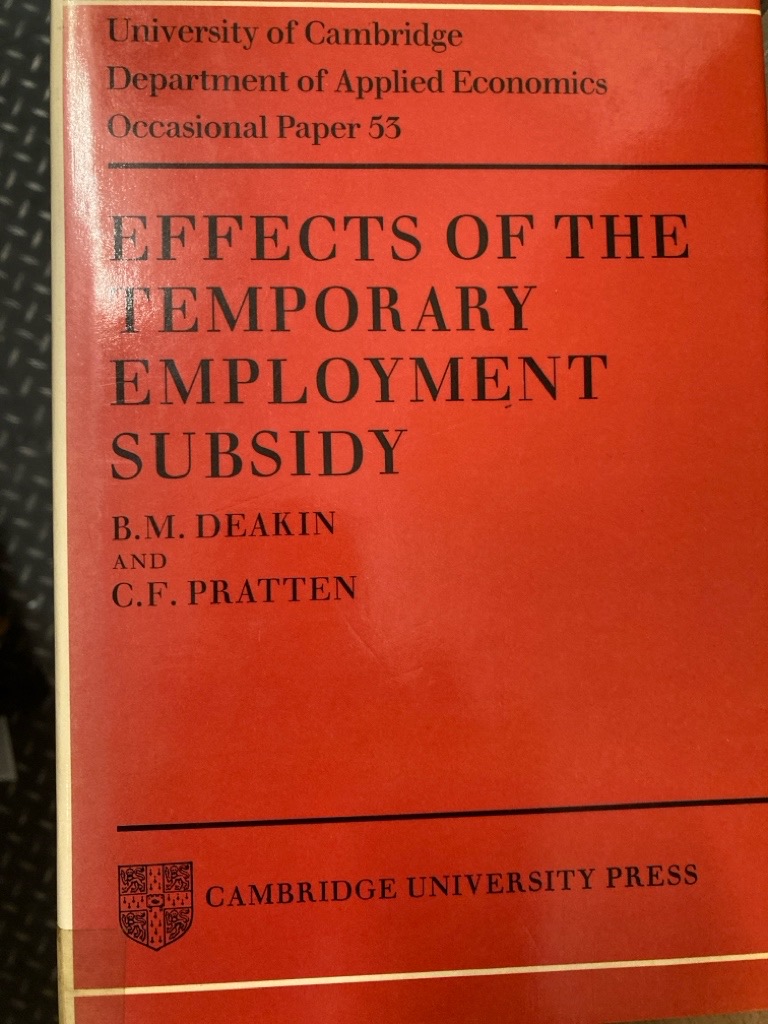 University of Cambridge
Department of Applied Economics
Occasional Paper 53
EFFECTS OF THE
TEMPORARY
EMPLOYMENT
SUBSIDY
B.M. DEAKIN
AND
C.F. PRATTEN
CAMBRIDGE UNIVERSITY PRESS